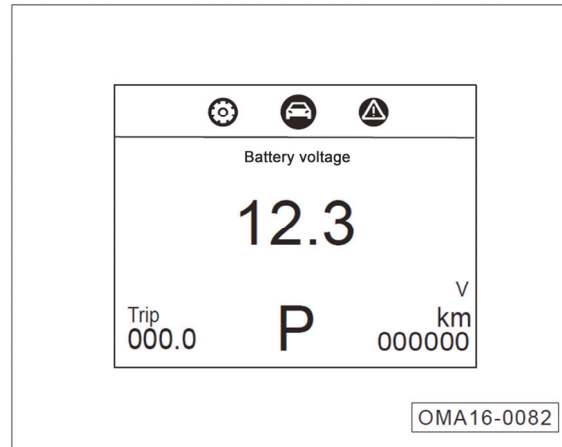 Battery voltage
12.3
V
Trip
000.0
P
km
000000
OMA16-0082